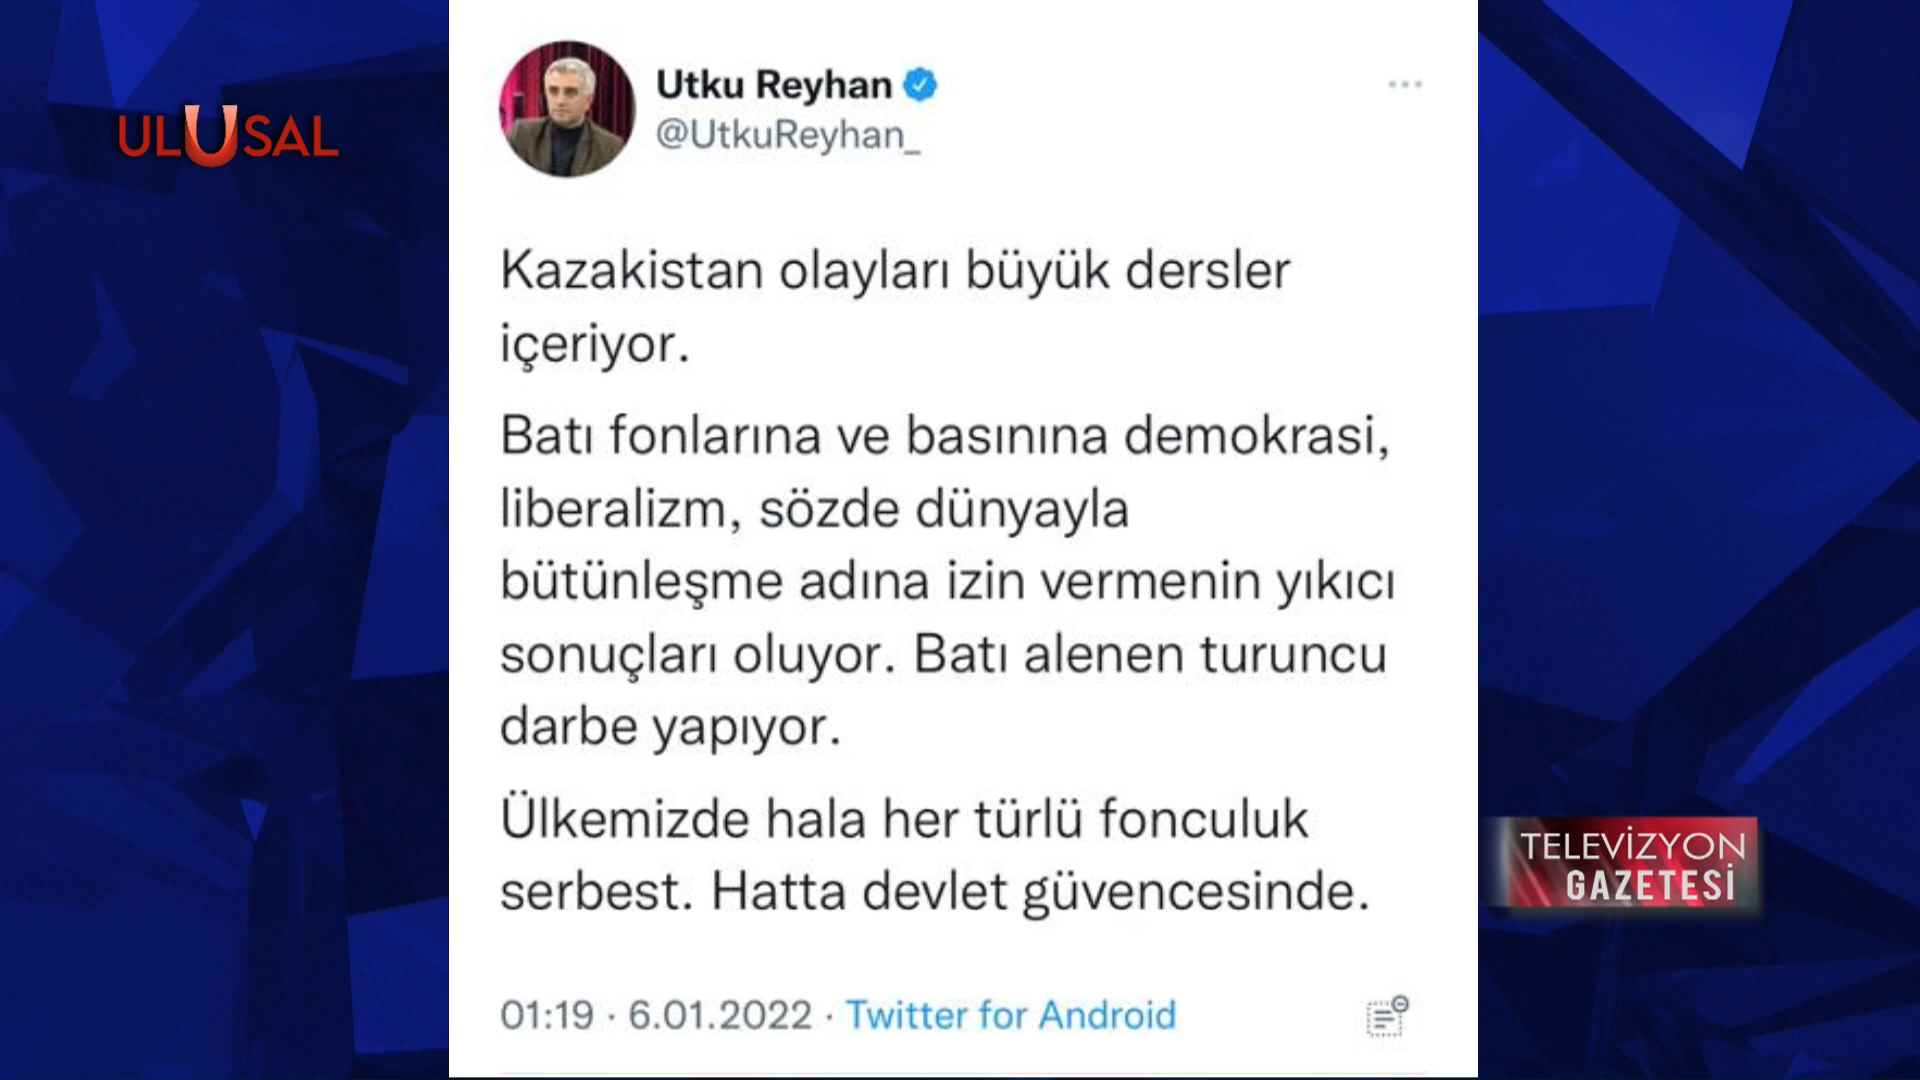 ULUSAL
Utku Reyhan
@UtkuReyhan_
Kazakistan olayları büyük dersler
içeriyor.
Batı fonlarına ve basınına demokrasi,
liberalizm, sözde dünyayla
bütünleşme adına izin vermenin yıkıcı
sonuçları oluyor. Batı alenen turuncu
darbe yapıyor.
Ülkemizde hala her türlü fonculuk
serbest. Hatta devlet güvencesinde.
TELEVİZYON
GAZETESİ
01:19 · 6.01.2022 · Twitter for Android